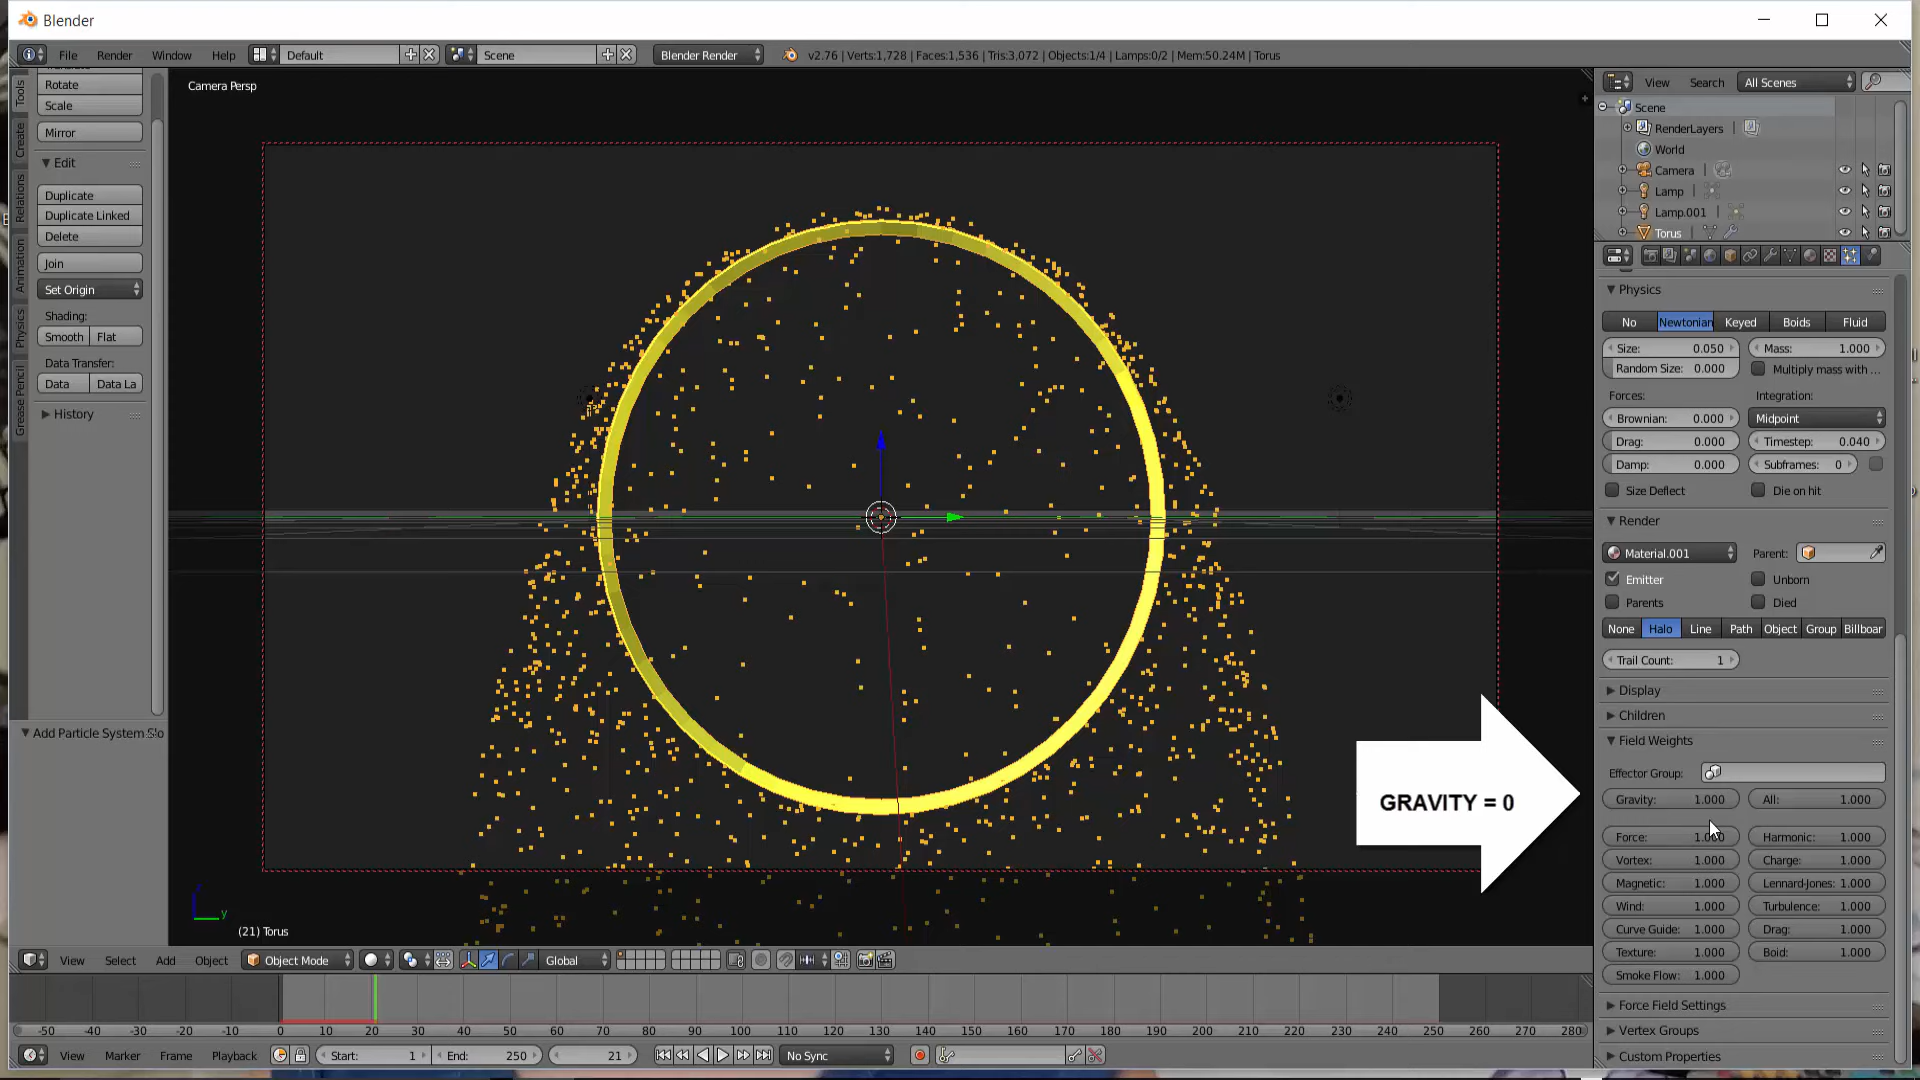 Blender
File Render Window Help Default Scene Blender Render v2.76 | Verts:1,728 | Faces:1,536 | Tris:3,072 | Objects:1/4 | Lamps:0/2 | Mem:50.24M | Torus
Camera Persp
Tools
Create
Relations
Animation
Physics
Grease Pencil
Rotate
Scale
Mirror
Edit
Duplicate
Duplicate Linked
Delete
Join
Set Origin
Shading:
Smooth Flat
Data Transfer:
Data Data La
History
Add Particle System Slo
View Search All Scenes
Scene
RenderLayers
World
Camera
Lamp
Lamp.001
Torus
Physics
No Newtonian Keyed Boids Fluid
Size: 0.050 Mass: 1.000
Random Size: 0.000 Multiply mass with ...
Forces: Integration:
Brownian: 0.000 Midpoint
Drag: 0.000 Timestep: 0.040
Damp: 0.000 Subframes: 0
Size Deflect Die on hit
Render
Material.001 Parent:
Emitter Unborn
Parents Died
None Halo Line Path Object Group Billboar
Trail Count: 1
Display
Children
Field Weights
Effector Group:
Gravity: 1.000 All: 1.000
Force: 1.000 Harmonic: 1.000
Vortex: 1.000 Charge: 1.000
Magnetic: 1.000 Lennard-Jones: 1.000
Wind: 1.000 Turbulence: 1.000
Curve Guide: 1.000 Drag: 1.000
Texture: 1.000 Boid: 1.000
Smoke Flow: 1.000
Force Field Settings
Vertex Groups
Custom Properties
GRAVITY = 0
y
(21) Torus
View Select Add Object Object Mode Global
-50 -40 -30 -20 -10 0 10 20 30 40 50 60 70 80 90 100 110 120 130 140 150 160 170 180 190 200 210 220 230 240 250 260 270 280
View Marker Frame Playback Start: 1 End: 250 21 No Sync